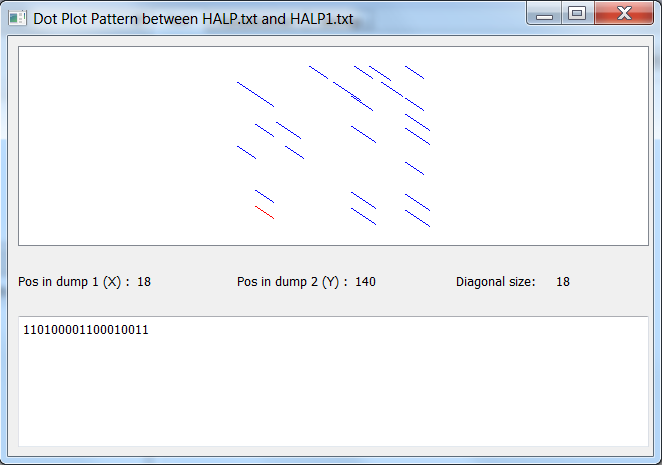 Dot Plot Pattern between HALP.txt and HALP1.txt
Pos in dump 1 (X) : 18 Pos in dump 2 (Y) : 140 Diagonal size: 18
110100001100010011